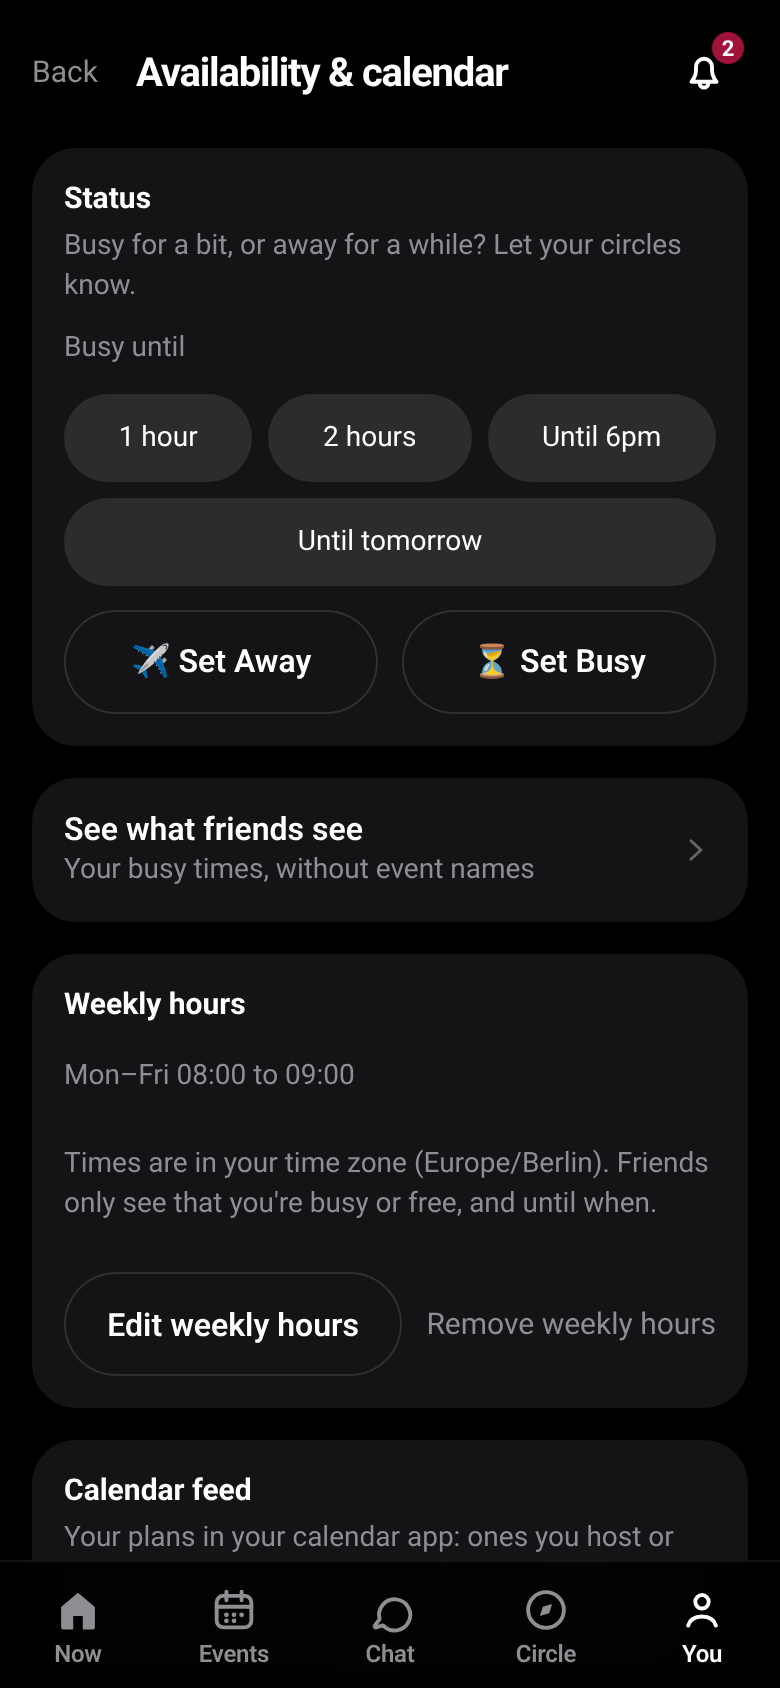 Back
Availability & calendar
2
Status
Busy for a bit, or away for a while? Let your circles
know.
Busy until
1 hour
2 hours
Until 6pm
Until tomorrow
✈️ Set Away
⏳ Set Busy
See what friends see
Your busy times, without event names
Weekly hours
Mon–Fri 08:00 to 09:00
Times are in your time zone (Europe/Berlin). Friends
only see that you're busy or free, and until when.
Edit weekly hours
Remove weekly hours
Calendar feed
Your plans in your calendar app: ones you host or
Now
Events
Chat
Circle
You